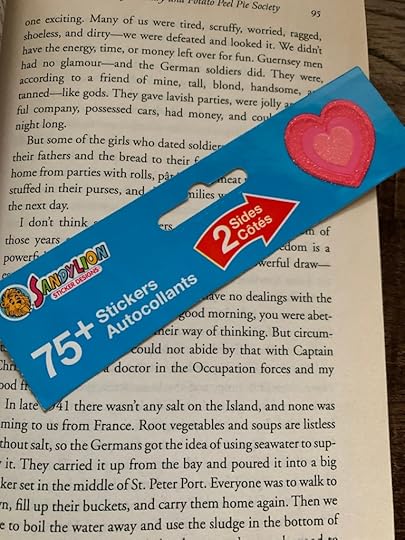 and Potato Peel Pie Society
95
one exciting. Many of us were tired, scruffy, worried, ragged,
shoeless, and dirty—we were defeated and looked it. We didn't
have the energy, time, or money left over for fun. Guernsey men
had no glamour—and the German soldiers did. They were,
according to a friend of mine, tall, blond, handsome, and
tanned—like gods. They gave lavish parties, were jolly and
ful company, possessed cars, had money, and could
night long.
But some of the girls who dated soldiers
their fathers and the bread to their
home from parties with rolls, meat
stuffed in their purses, and families
the next day.
I don't think
those years of
power dom is a
powerful draw—
have no dealings with the
good morning, you were abet-
their way of thinking. But circum-
could not abide by that with Captain
a doctor in the Occupation forces and my
good
In late 1941 there wasn't any salt on the Island, and none was
coming to us from France. Root vegetables and soups are listless
without salt, so the Germans got the idea of using seawater to sup-
it. They carried it up from the bay and poured it into a big
ker set in the middle of St. Peter Port. Everyone was to walk to
fill up their buckets, and carry them home again. Then we
to boil the water away and use the sludge in the bottom of
SANDYLION
STICKER DESIGNS
75+ Stickers
Autocollants
2 Sides
Côtés